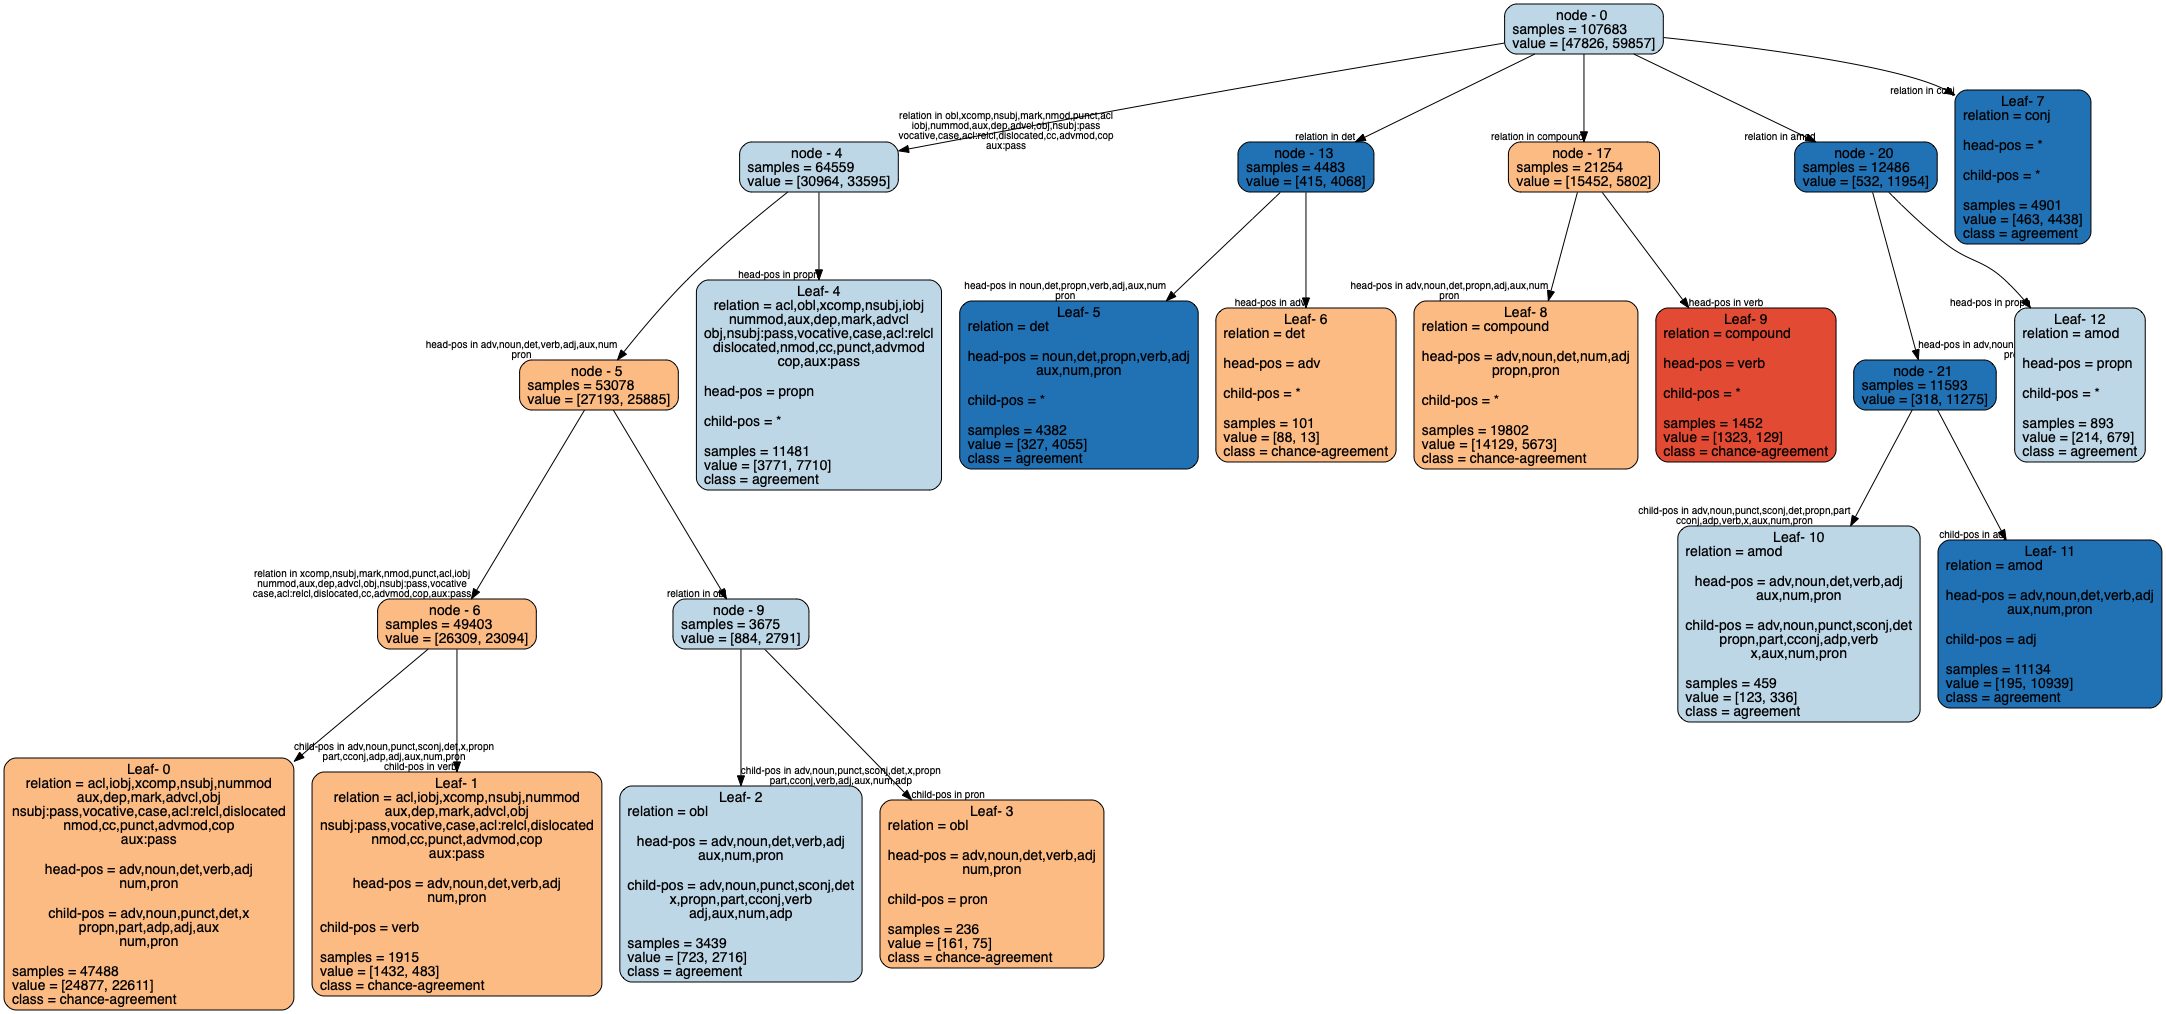 node - 0
samples = 107683
value = [47826, 59857]
relation in obl,xcomp,nsubj,mark,nmod,punct,acl
iobj,nummod,aux,dep,advcl,obj,nsubj:pass
vocative,case,acl:relcl,dislocated,cc,advmod,cop
aux:pass
relation in det
relation in compound
relation in amod
relation in conj
Leaf- 7
relation = conj
head-pos = *
child-pos = *
samples = 4901
value = [463, 4438]
class = agreement
node - 4
samples = 64559
value = [30964, 33595]
node - 13
samples = 4483
value = [415, 4068]
node - 17
samples = 21254
value = [15452, 5802]
node - 20
samples = 12486
value = [532, 11954]
head-pos in adv,noun,det,verb,adj,aux,num
pron
head-pos in propn
Leaf- 4
relation = acl,obl,xcomp,nsubj,iobj
nummod,aux,dep,mark,advcl
obj,nsubj:pass,vocative,case,acl:relcl
dislocated,nmod,cc,punct,advmod
cop,aux:pass
head-pos = propn
child-pos = *
samples = 11481
value = [3771, 7710]
class = agreement
head-pos in noun,det,propn,verb,adj,aux,num
pron
Leaf- 5
relation = det
head-pos = noun,det,propn,verb,adj
aux,num,pron
child-pos = *
samples = 4382
value = [327, 4055]
class = agreement
head-pos in adv
Leaf- 6
relation = det
head-pos = adv
child-pos = *
samples = 101
value = [88, 13]
class = chance-agreement
head-pos in adv,noun,det,propn,adj,aux,num
pron
Leaf- 8
relation = compound
head-pos = adv,noun,det,num,adj
propn,pron
child-pos = *
samples = 19802
value = [14129, 5673]
class = chance-agreement
head-pos in verb
Leaf- 9
relation = compound
head-pos = verb
child-pos = *
samples = 1452
value = [1323, 129]
class = chance-agreement
head-pos in adv,noun
head-pos in propn
Leaf- 12
relation = amod
head-pos = propn
child-pos = *
samples = 893
value = [214, 679]
class = agreement
node - 5
samples = 53078
value = [27193, 25885]
node - 21
samples = 11593
value = [318, 11275]
child-pos in adv,noun,punct,sconj,det,propn,part
cconj,adp,verb,x,aux,num,pron
Leaf- 10
relation = amod
head-pos = adv,noun,det,verb,adj
aux,num,pron
child-pos = adv,noun,punct,sconj,det
propn,part,cconj,adp,verb
x,aux,num,pron
samples = 459
value = [123, 336]
class = agreement
child-pos in adj
Leaf- 11
relation = amod
head-pos = adv,noun,det,verb,adj
aux,num,pron
child-pos = adj
samples = 11134
value = [195, 10939]
class = agreement
relation in xcomp,nsubj,mark,nmod,punct,acl,iobj
nummod,aux,dep,advcl,obj,nsubj:pass,vocative
case,acl:relcl,dislocated,cc,advmod,cop,aux:pass
node - 6
samples = 49403
value = [26309, 23094]
relation in obl
node - 9
samples = 3675
value = [884, 2791]
child-pos in adv,noun,punct,sconj,det,x,propn
part,cconj,adp,adj,aux,num,pron
child-pos in verb
Leaf- 0
relation = acl,iobj,xcomp,nsubj,nummod
aux,dep,mark,advcl,obj
nsubj:pass,vocative,case,acl:relcl,dislocated
nmod,cc,punct,advmod,cop
aux:pass
head-pos = adv,noun,det,verb,adj
num,pron
child-pos = adv,noun,punct,det,x
propn,part,adp,adj,aux
num,pron
samples = 47488
value = [24877, 22611]
class = chance-agreement
Leaf- 1
relation = acl,iobj,xcomp,nsubj,nummod
aux,dep,mark,advcl,obj
nsubj:pass,vocative,case,acl:relcl,dislocated
nmod,cc,punct,advmod,cop
aux:pass
head-pos = adv,noun,det,verb,adj
num,pron
child-pos = verb
samples = 1915
value = [1432, 483]
class = chance-agreement
child-pos in adv,noun,punct,sconj,det,x,propn
part,cconj,verb,adj,aux,num,adp
Leaf- 2
relation = obl
head-pos = adv,noun,det,verb,adj
aux,num,pron
child-pos = adv,noun,punct,sconj,det
x,propn,part,cconj,verb
adj,aux,num,adp
samples = 3439
value = [723, 2716]
class = agreement
child-pos in pron
Leaf- 3
relation = obl
head-pos = adv,noun,det,verb,adj
num,pron
child-pos = pron
samples = 236
value = [161, 75]
class = chance-agreement